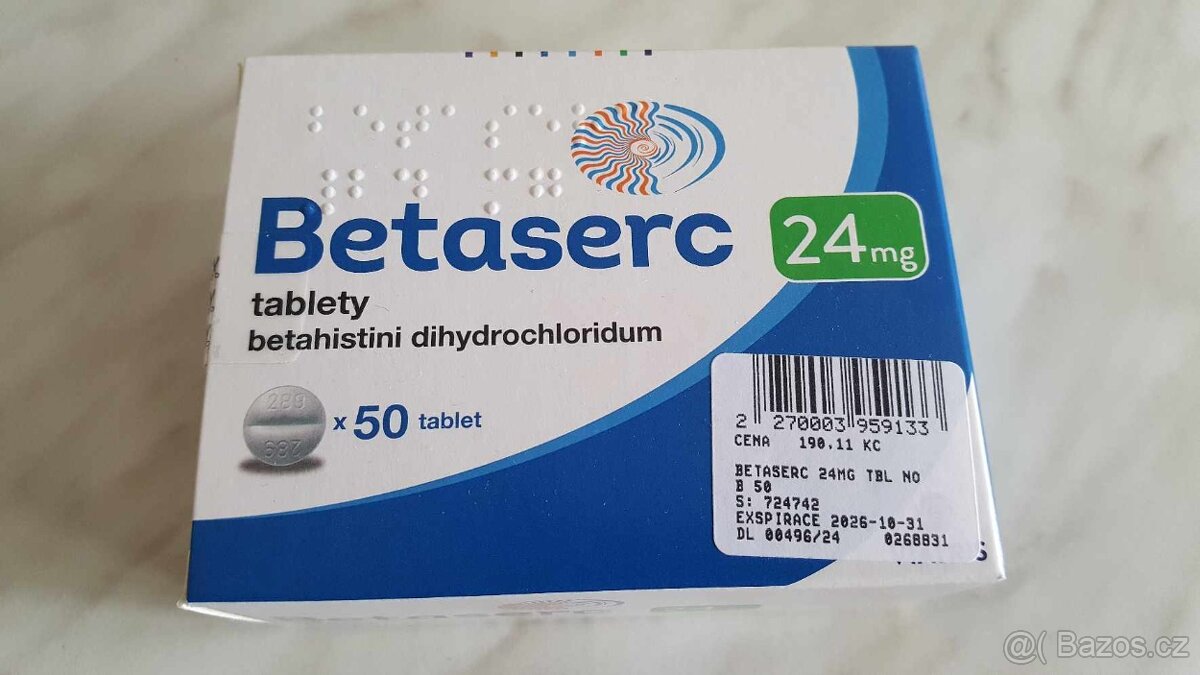 Betaserc
24mg
tablety
betahistini dihydrochloridum
289
289
x 50 tablet
2 270003 959133
CENA 190.11 KC
BETASERC 24MG TBL NO
B 50
S: 724742
EXSPIRACE 2026-10-31
DL 00496/24 0268831
@( Bazos.cz